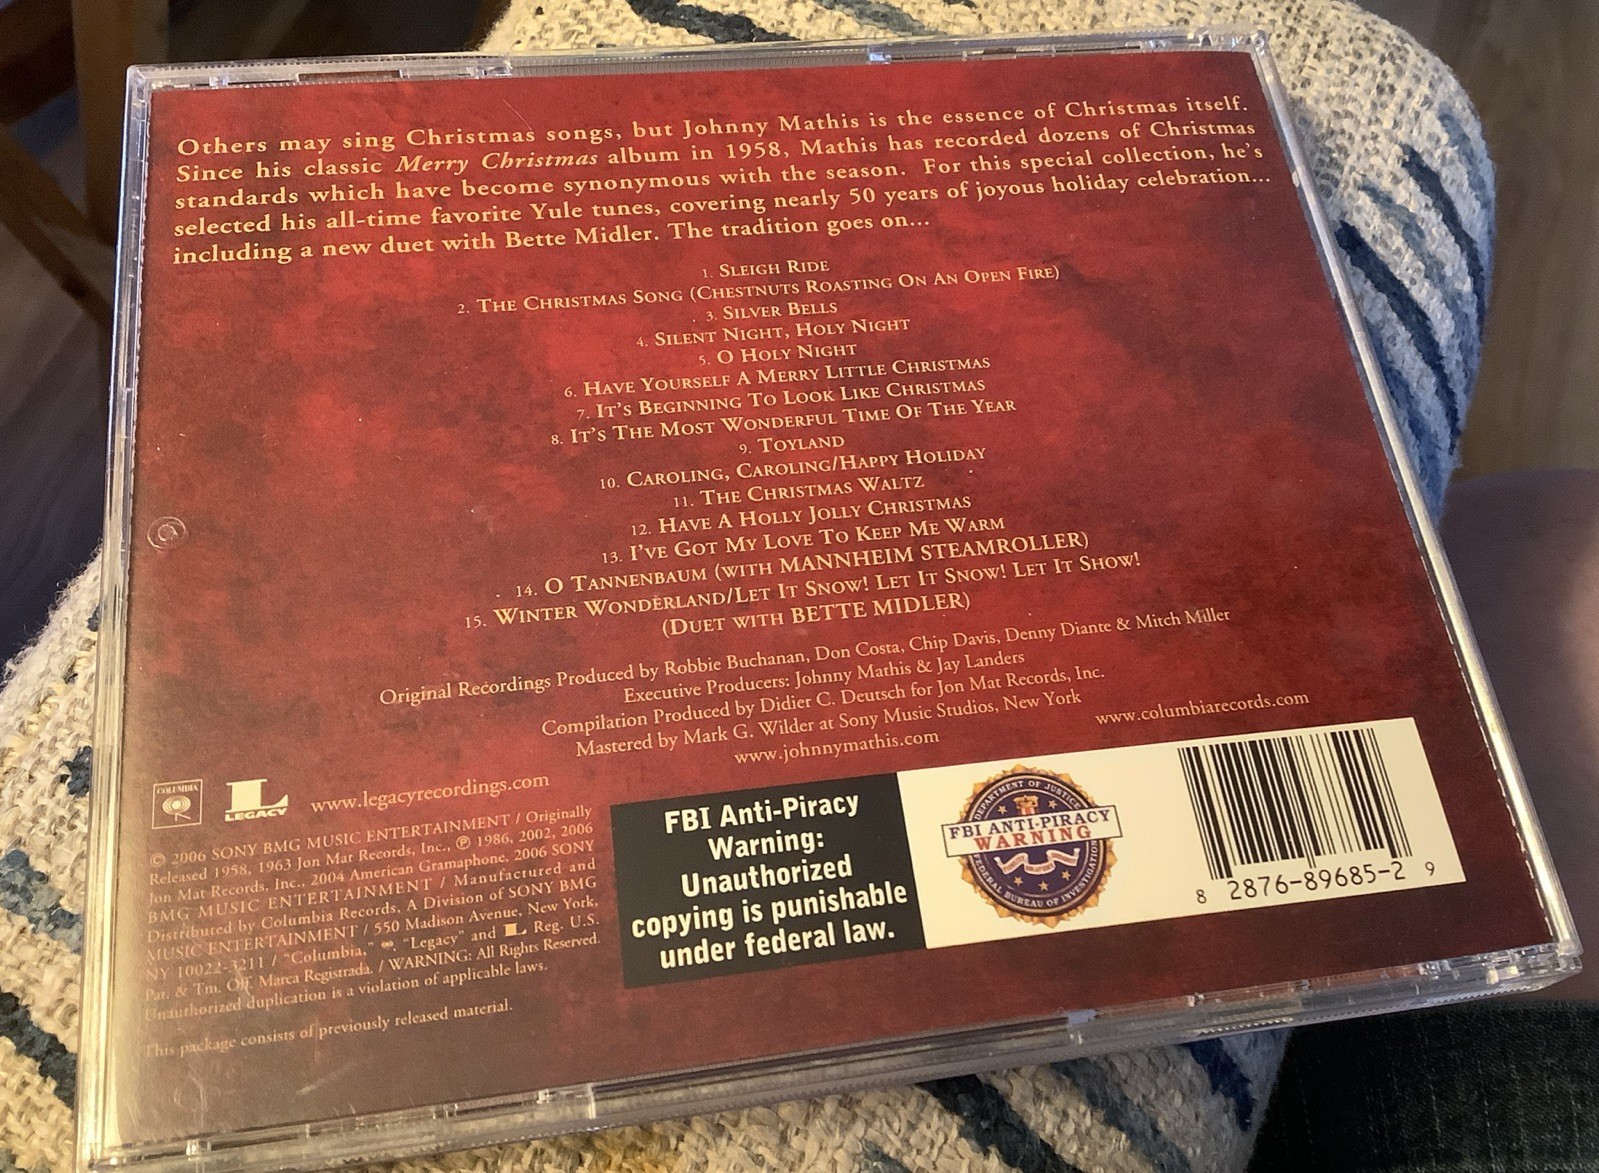 Others may sing Christmas songs, but Johnny Mathis is the essence of Christmas itself.
Since his classic Merry Christmas album in 1958, Mathis has recorded dozens of Christmas
standards which have become synonymous with the season. For this special collection, he's
selected his all-time favorite Yule tunes, covering nearly 50 years of joyous holiday celebration...
including a new duet with Bette Midler. The tradition goes on...
1. SLEIGH RIDE
2. THE CHRISTMAS SONG (CHESTNUTS ROASTING ON AN OPEN FIRE)
3. SILVER BELLS
4. SILENT NIGHT, HOLY NIGHT
5. O HOLY NIGHT
6. HAVE YOURSELF A MERRY LITTLE CHRISTMAS
7. IT'S BEGINNING TO LOOK LIKE CHRISTMAS
8. IT'S THE MOST WONDERFUL TIME OF THE YEAR
9. TOYLAND
10. CAROLING, CAROLING/HAPPY HOLIDAY
11. THE CHRISTMAS WALTZ
12. HAVE A HOLLY JOLLY CHRISTMAS
13. I'VE GOT MY LOVE TO KEEP ME WARM
14. O TANNENBAUM (WITH MANNHEIM STEAMROLLER)
15. WINTER WONDERLAND/LET IT SNOW! LET IT SNOW! LET IT SHOW!
(DUET WITH BETTE MIDLER)
Original Recordings Produced by Robbie Buchanan, Don Costa, Chip Davis, Denny Diante & Mitch Miller
Executive Producers: Johnny Mathis & Jay Landers
Compilation Produced by Didier C. Deutsch for Jon Mat Records, Inc.
Mastered by Mark G. Wilder at Sony Music Studios, New York
www.johnnymathis.com
www.columbiarecords.com
COLUMBIA
LEGACY
www.legacyrecordings.com
© 2006 SONY BMG MUSIC ENTERTAINMENT / Originally
Released 1958, 1963 Jon Mat Records, Inc., ℗ 1986, 2002, 2006
Jon Mat Records, Inc., 2004 American Gramaphone, 2006 SONY
BMG MUSIC ENTERTAINMENT / Manufactured and
Distributed by Columbia Records, A Division of SONY BMG
MUSIC ENTERTAINMENT / 550 Madison Avenue, New York,
NY 10022-3211 / "Columbia," "Legacy" and L Reg. U.S.
Pat. & Tm. Off. Marca Registrada. / WARNING: All Rights Reserved.
Unauthorized duplication is a violation of applicable laws.
This package consists of previously released material.
FBI Anti-Piracy
Warning:
Unauthorized
copying is punishable
under federal law.
DEPARTMENT OF JUSTICE
FBI ANTI-PIRACY
WARNING
FEDERAL BUREAU OF INVESTIGATION
8 2876-89685-2 9